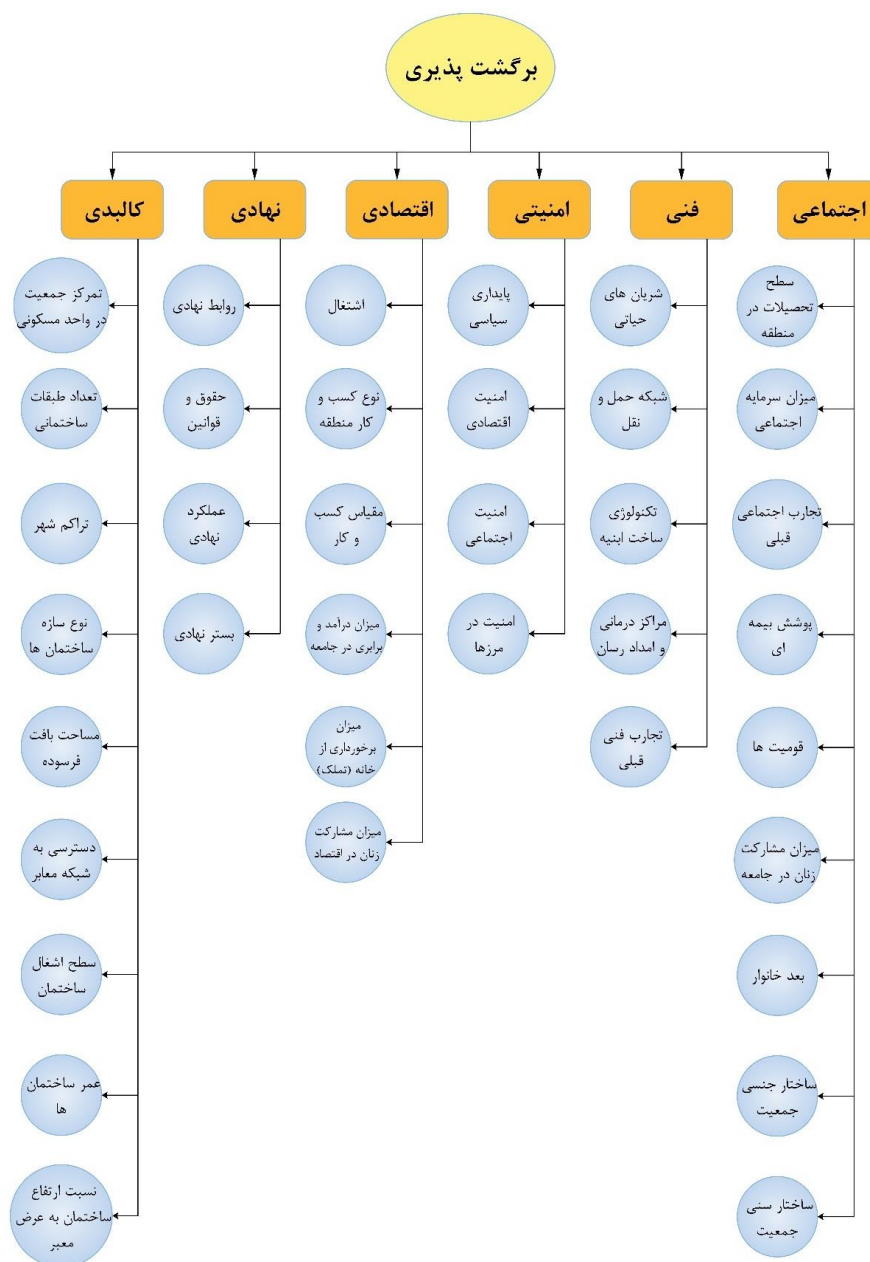 برگشت پذیری
اجتماعی
فنی
امنیتی
اقتصادی
نهادی
کالبدی
سطح
تحصیلات در
منطقه
میزان سرمایه
اجتماعی
تجارب اجتماعی
قبلی
پوشش بیمه
ای
قومیت ها
میزان مشارکت
زنان در جامعه
بعد خانوار
ساختار جنسی
جمعیت
ساختار سنی
جمعیت
شریان های
حیاتی
شبکه حمل و
نقل
تکنولوژی
ساخت ابنیه
مراکز درمانی
و امداد رسان
تجارب فنی
قبلی
پایداری
سیاسی
امنیت
اقتصادی
امنیت
اجتماعی
امنیت در
مرزها
اشتغال
نوع کسب و
کار منطقه
مقیاس کسب
و کار
میزان درآمد و
برابری در جامعه
میزان
برخورداری از
خانه (تملک)
میزان مشارکت
زنان در اقتصاد
روابط نهادی
حقوق و
قوانین
عملکرد
نهادی
بستر نهادی
تمرکز جمعیت
در واحد مسکونی
تعداد طبقات
ساختمانی
تراکم شهر
نوع سازه
ساختمان ها
مساحت بافت
فرسوده
دسترسی به
شبکه معابر
سطح اشغال
ساختمان
عمر ساختمان
ها
نسبت ارتفاع
ساختمان به عرض
معبر